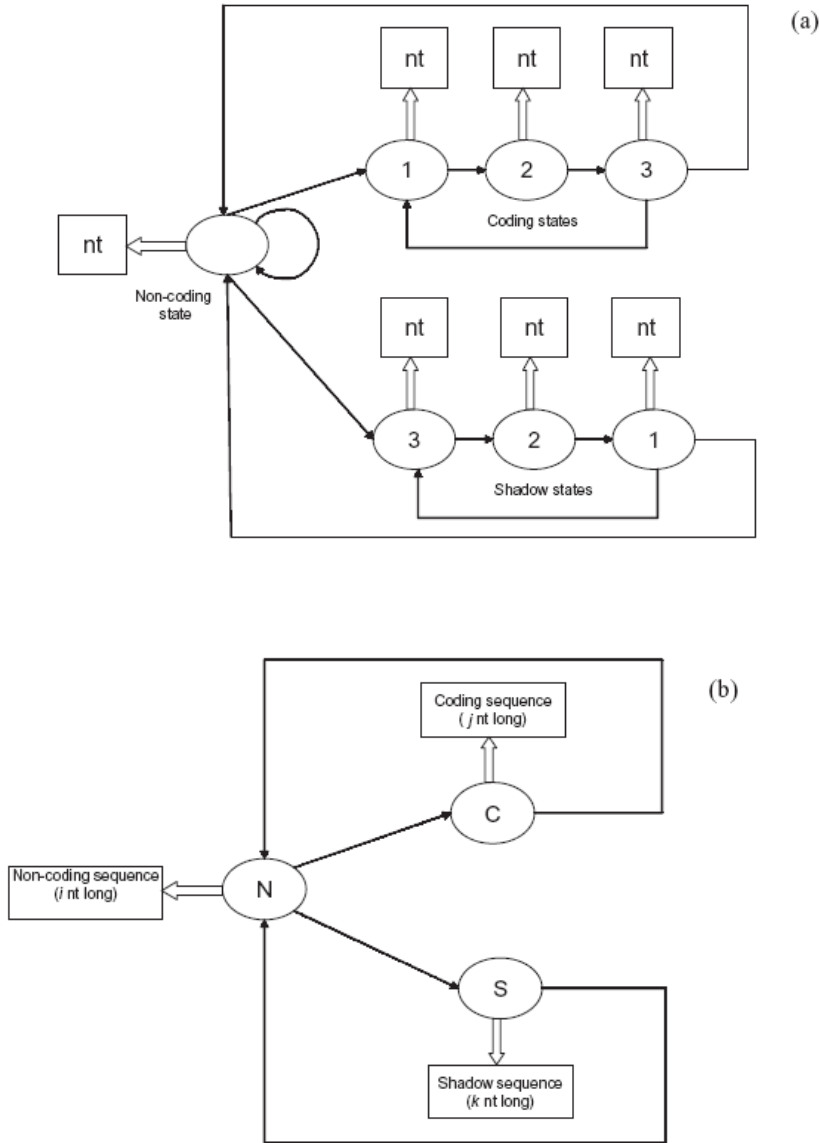 (a)
nt nt nt
1 2 3
Coding states
nt
Non-coding
state
nt nt nt
3 2 1
Shadow states
(b)
Coding sequence
( j nt long)
C
Non-coding sequence
(i nt long)
N
S
Shadow sequence
(k nt long)